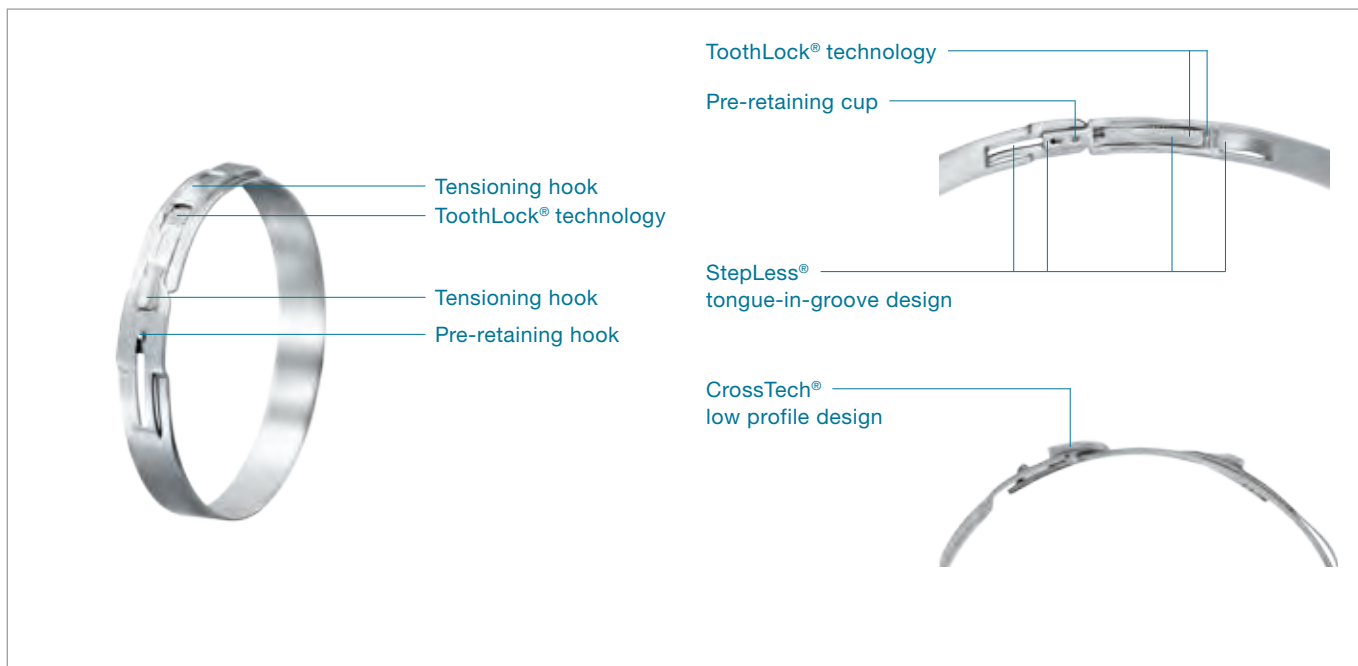 Tensioning hook
ToothLock® technology
Tensioning hook
Pre-retaining hook
ToothLock® technology
Pre-retaining cup
StepLess®
tongue-in-groove design
CrossTech®
low profile design